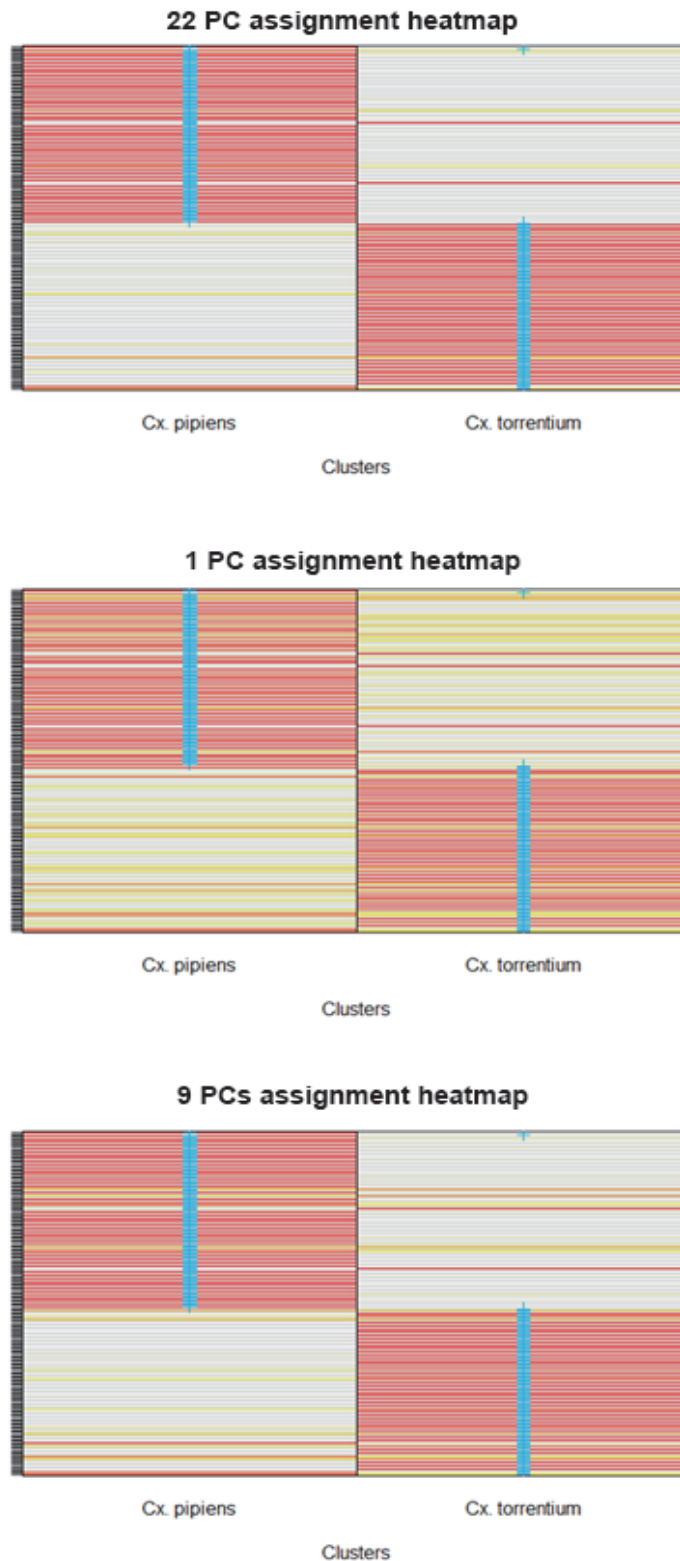 22 PC assignment heatmap
Cx. pipiens Cx. torrentium
Clusters
1 PC assignment heatmap
Cx. pipiens Cx. torrentium
Clusters
9 PCs assignment heatmap
Cx. pipiens Cx. torrentium
Clusters